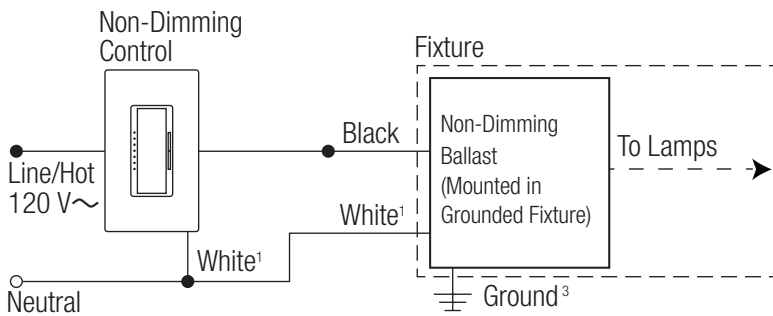 Non-Dimming
Control
Fixture
Black
Non-Dimming
Ballast
(Mounted in
Grounded Fixture)
To Lamps
Line/Hot
120 V~
White¹
White¹
Neutral
Ground³